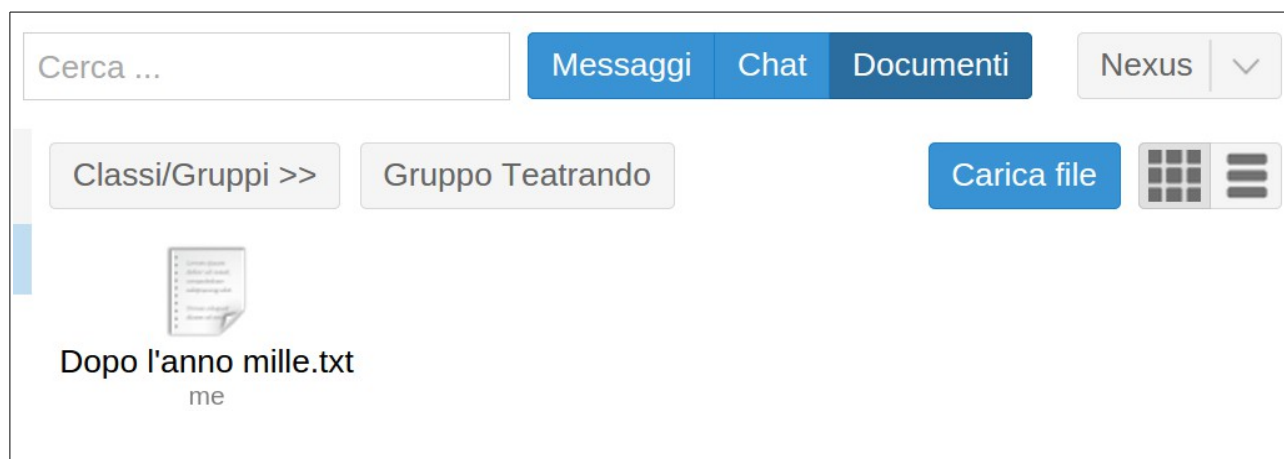 Cerca ...
Messaggi Chat Documenti
Nexus
Classi/Gruppi >> Gruppo Teatrando
Carica file
Dopo l'anno mille.txt
me